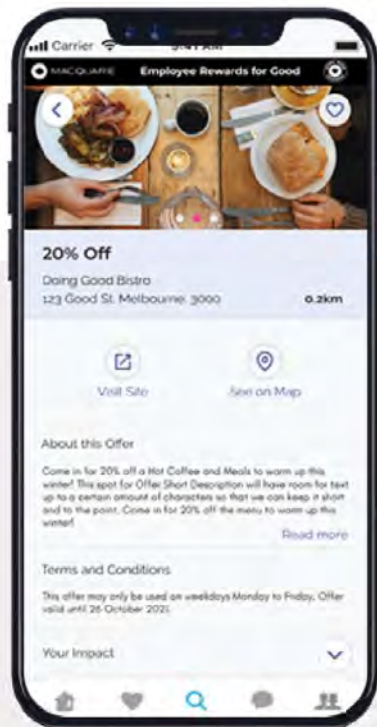 Carrier
MACQUARIE Employee Rewards for Good
20% Off
Doing Good Bistro
123 Good St, Melbourne, 3000 0.2km
Visit Site See on Map
About this Offer
Come in for 20% off a Hot Coffee and Meals to warm up this
winter! This spot for Offer Short Description will have room for text
up to a certain amount of characters so that we can keep it short
and to the point. Come in for 20% off the menu to warm up this
winter!
Read more
Terms and Conditions
This offer may only be used on weekdays Monday to Friday. Offer
valid until 26 October 2021.
Your Impact